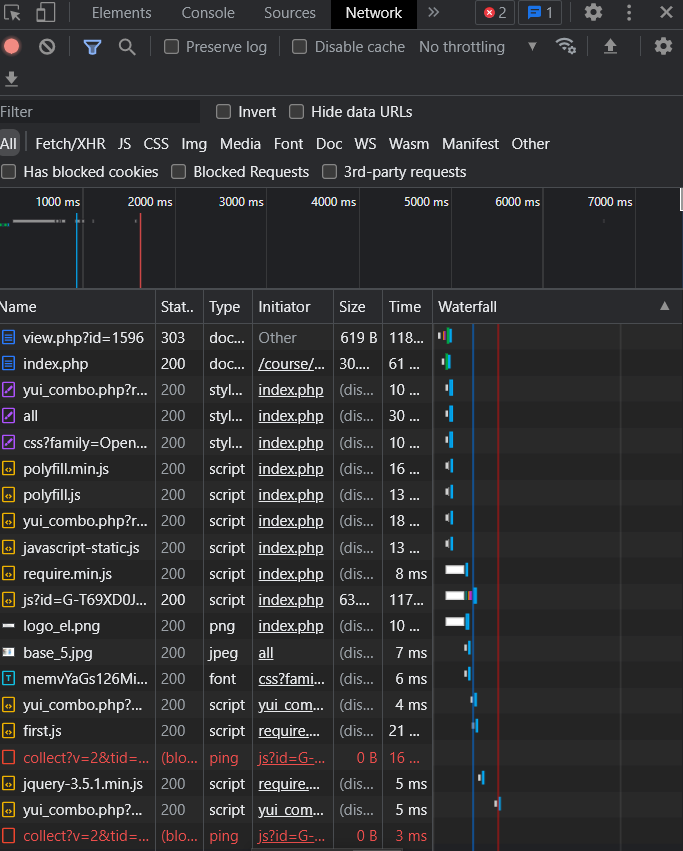 Elements Console Sources Network 2 1
Preserve log Disable cache No throttling
Filter Invert Hide data URLs
All Fetch/XHR JS CSS Img Media Font Doc WS Wasm Manifest Other
Has blocked cookies Blocked Requests 3rd-party requests
1000 ms 2000 ms 3000 ms 4000 ms 5000 ms 6000 ms 7000 ms
Name Stat.. Type Initiator Size Time Waterfall
view.php?id=1596 303 doc... Other 619 B 118...
index.php 200 doc... /course/... 30.... 61 ...
yui_combo.php?r... 200 styl... index.php (dis... 10 ...
all 200 styl... index.php (dis... 30 ...
css?family=Open... 200 styl... index.php (dis... 10 ...
polyfill.min.js 200 script index.php (dis... 16 ...
polyfill.js 200 script index.php (dis... 13 ...
yui_combo.php?r... 200 script index.php (dis... 18 ...
javascript-static.js 200 script index.php (dis... 13 ...
require.min.js 200 script index.php (dis... 8 ms
js?id=G-T69XD0J... 200 script index.php 63.... 117...
logo_el.png 200 png index.php (dis... 10 ...
base_5.jpg 200 jpeg all (dis... 7 ms
memvYaGs126Mi... 200 font css?fami... (dis... 6 ms
yui_combo.php?... 200 script yui_com... (dis... 4 ms
first.js 200 script require.... (dis... 21 ...
collect?v=2&tid=... (blo... ping js?id=G-... 0 B 16 ...
jquery-3.5.1.min.js 200 script require.... (dis... 5 ms
yui_combo.php?... 200 script yui_com... (dis... 5 ms
collect?v=2&tid=... (blo... ping js?id=G-... 0 B 3 ms